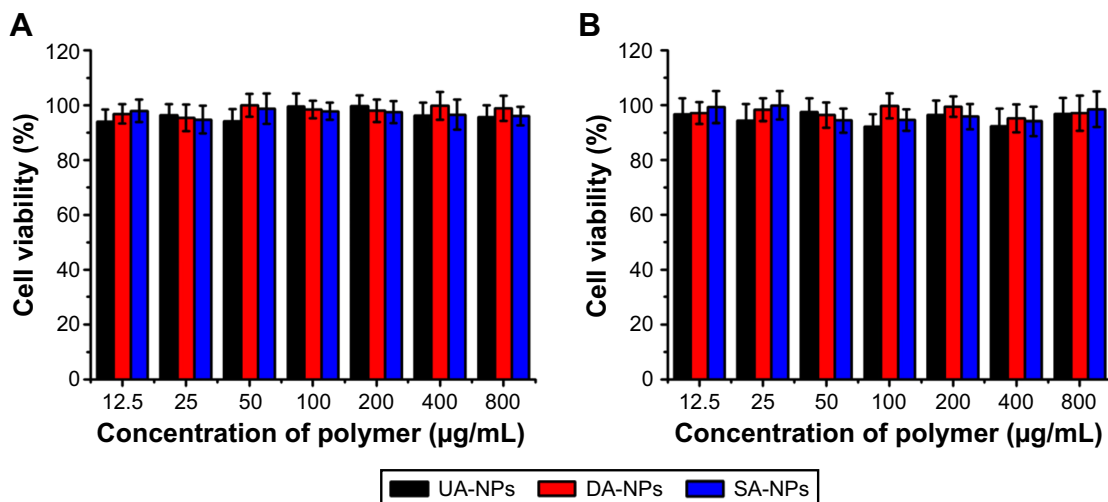 A
B
120
100
80
60
40
20
0
Cell viability (%)
12.5 25 50 100 200 400 800
Concentration of polymer (µg/mL)
120
100
80
60
40
20
0
Cell viability (%)
12.5 25 50 100 200 400 800
Concentration of polymer (µg/mL)
UA-NPs DA-NPs SA-NPs